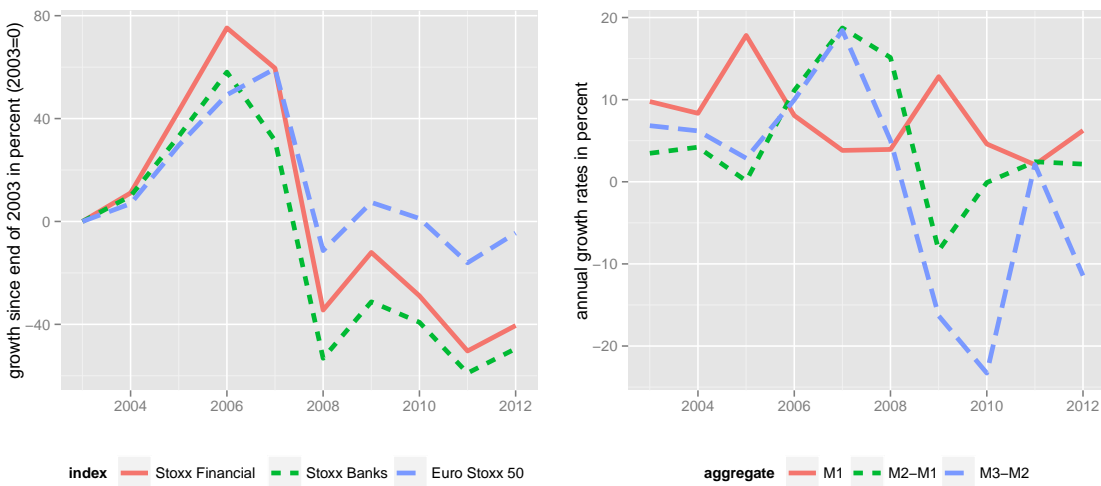 growth since end of 2003 in percent (2003=0)
80
40
0
−40
2004 2006 2008 2010 2012
index Stoxx Financial Stoxx Banks Euro Stoxx 50
annual growth rates in percent
20
10
0
−10
−20
2004 2006 2008 2010 2012
aggregate M1 M2−M1 M3−M2